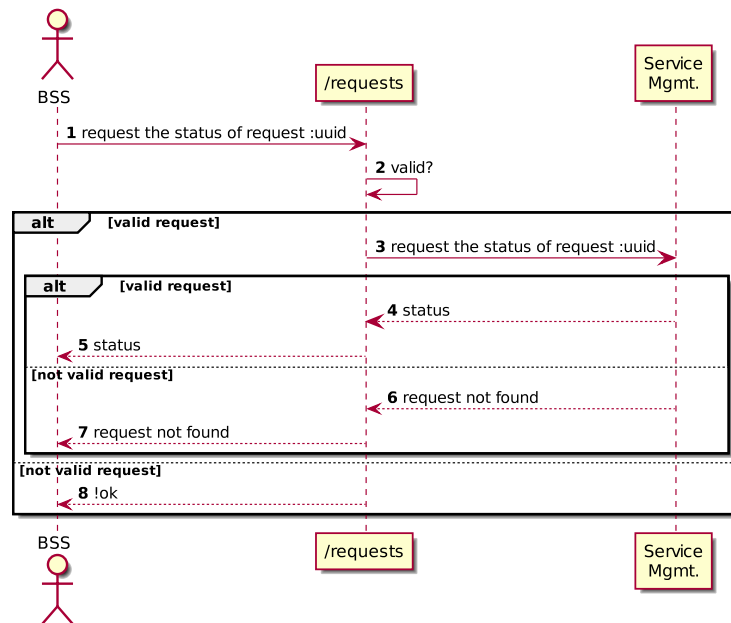 BSS
/requests
Service
Mgmt.
1 request the status of request :uuid
2 valid?
alt [valid request]
3 request the status of request :uuid
alt [valid request]
4 status
5 status
[not valid request]
6 request not found
7 request not found
[not valid request]
8 !ok
BSS
/requests
Service
Mgmt.